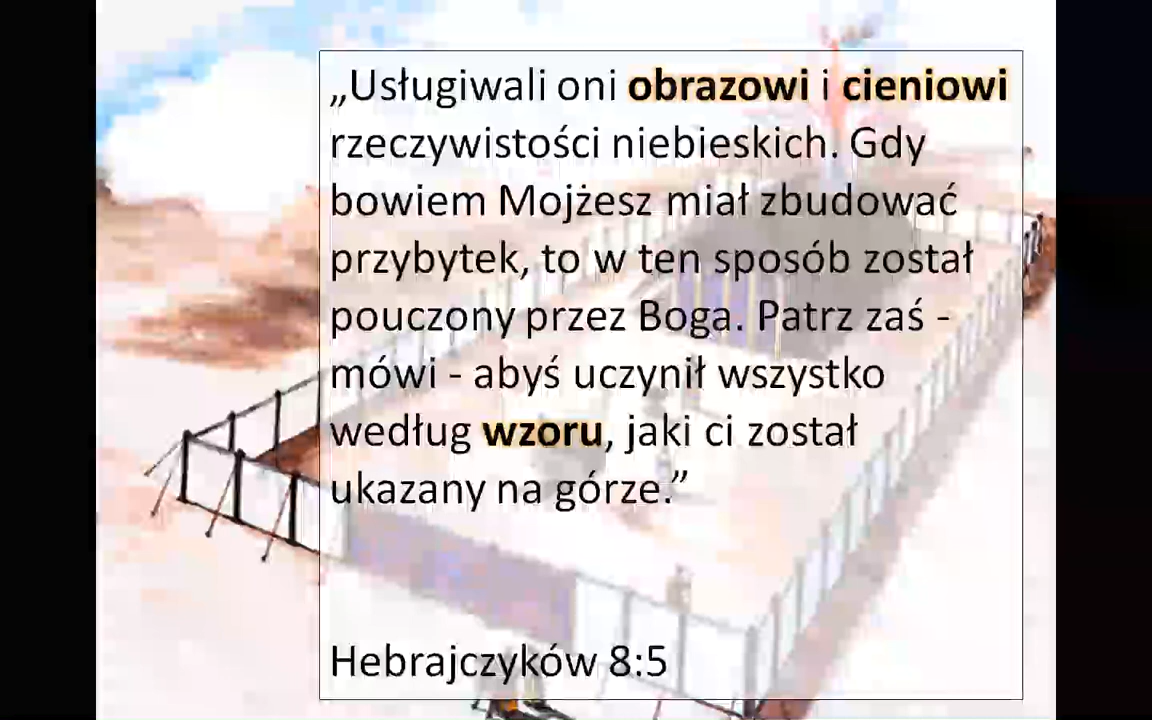 „Usługiwali oni obrazowi i cieniowi
rzeczywistości niebieskich. Gdy
bowiem Mojżesz miał zbudować
przybytek, to w ten sposób został
pouczony przez Boga. Patrz zaś -
mówi - abyś uczynił wszystko
według wzoru, jaki ci został
ukazany na górze.”
Hebrajczyków 8:5